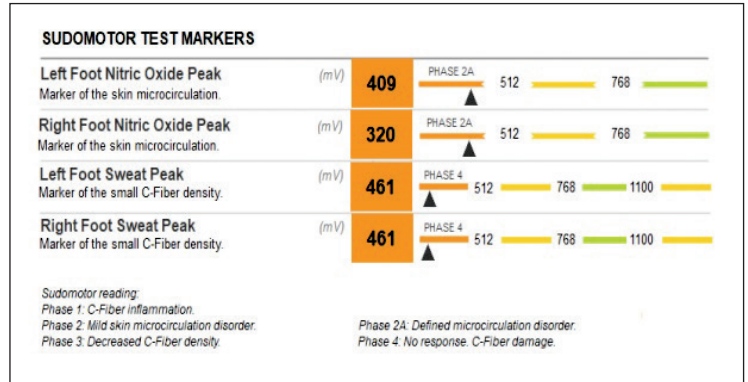 SUDOMOTOR TEST MARKERS
Left Foot Nitric Oxide Peak (mV) 409 PHASE 2A 512 768
Marker of the skin microcirculation.
Right Foot Nitric Oxide Peak (mV) 320 PHASE 2A 512 768
Marker of the skin microcirculation.
Left Foot Sweat Peak (mV) 461 PHASE 4 512 768 1100
Marker of the small C-Fiber density.
Right Foot Sweat Peak (mV) 461 PHASE 4 512 768 1100
Marker of the small C-Fiber density.
Sudomotor reading:
Phase 1: C-Fiber inflammation.
Phase 2: Mild skin microcirculation disorder. Phase 2A: Defined microcirculation disorder.
Phase 3: Decreased C-Fiber density. Phase 4: No response. C-Fiber damage.